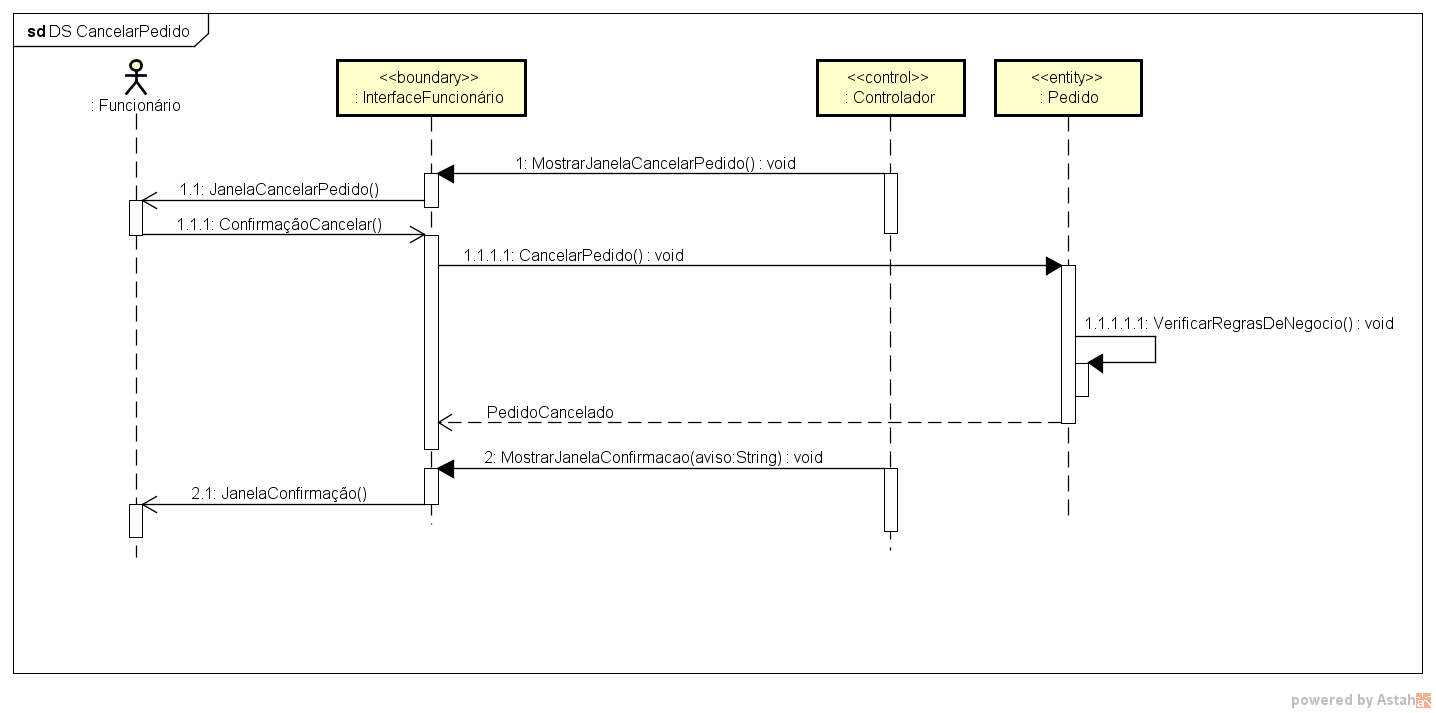 sd DS CancelarPedido
: Funcionário
<<boundary>>
: InterfaceFuncionário
<<control>>
: Controlador
<<entity>>
: Pedido
1: MostrarJanelaCancelarPedido() : void
1.1: JanelaCancelarPedido()
1.1.1: ConfirmaçãoCancelar()
1.1.1.1: CancelarPedido() : void
1.1.1.1.1: VerificarRegrasDeNegocio() : void
PedidoCancelado
2: MostrarJanelaConfirmacao(aviso:String) : void
2.1: JanelaConfirmação()
powered by Astah